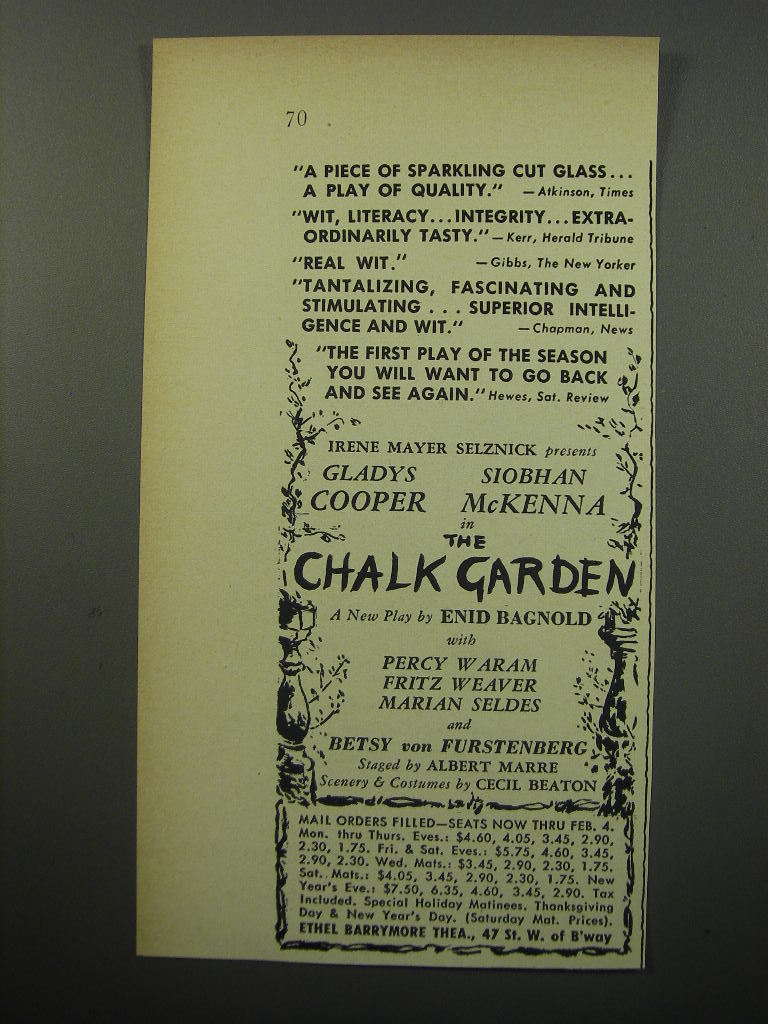 70
"A PIECE OF SPARKLING CUT GLASS...
A PLAY OF QUALITY." —Atkinson, Times
"WIT, LITERACY...INTEGRITY...EXTRA-
ORDINARILY TASTY."—Kerr, Herald Tribune
"REAL WIT." —Gibbs, The New Yorker
"TANTALIZING, FASCINATING AND
STIMULATING ... SUPERIOR INTELLI-
GENCE AND WIT." —Chapman, News
"THE FIRST PLAY OF THE SEASON
YOU WILL WANT TO GO BACK
AND SEE AGAIN." Hewes, Sat. Review
IRENE MAYER SELZNICK presents
GLADYS SIOBHAN
COOPER McKENNA
in
THE
CHALK GARDEN
A New Play by ENID BAGNOLD
with
PERCY WARAM
FRITZ WEAVER
MARIAN SELDES
and
BETSY von FURSTENBERG
Staged by ALBERT MARRE
Scenery & Costumes by CECIL BEATON
MAIL ORDERS FILLED—SEATS NOW THRU FEB. 4.
Mon. thru Thurs. Eves.: $4.60, 4.05, 3.45, 2.90,
2.30, 1.75. Fri. & Sat. Eves.: $5.75, 4.60, 3.45,
2.90, 2.30. Wed. Mats.: $3.45, 2.90, 2.30, 1.75.
Sat. Mats.: $4.05, 3.45, 2.90, 2.30, 1.75. New
Year's Eve.: $7.50, 6.35, 4.60, 3.45, 2.90. Tax
Included. Special Holiday Matinees. Thanksgiving
Day & New Year's Day. (Saturday Mat. Prices).
ETHEL BARRYMORE THEA., 47 St. W. of B'way